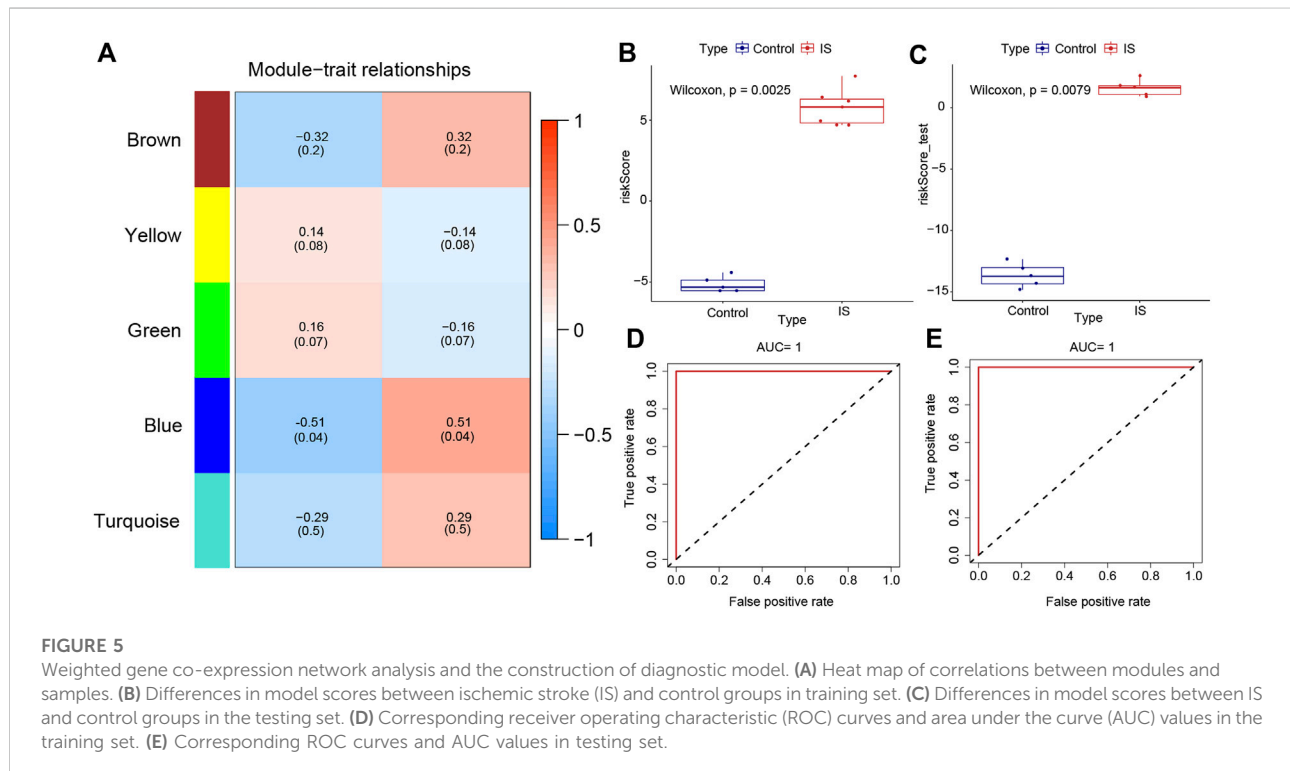 A
Module−trait relationships
Brown
−0.32
(0.2)
0.32
(0.2)
Yellow
0.14
(0.08)
−0.14
(0.08)
Green
0.16
(0.07)
−0.16
(0.07)
Blue
-0.51
(0.04)
0.51
(0.04)
Turquoise
−0.29
(0.5)
0.29
(0.5)
1
0.5
0
−0.5
−1
B
Type Control IS
Wilcoxon, p = 0.0025
riskScore
5
0
−5
Control
IS
Type
C
Type Control IS
Wilcoxon, p = 0.0079
riskScore_test
0
−5
−10
−15
Control
IS
Type
D
AUC= 1
True positive rate
1.0
0.8
0.6
0.4
0.2
0.0
0.0 0.2 0.4 0.6 0.8 1.0
False positive rate
E
AUC= 1
True positive rate
1.0
0.8
0.6
0.4
0.2
0.0
0.0 0.2 0.4 0.6 0.8 1.0
False positive rate
FIGURE 5
Weighted gene co-expression network analysis and the construction of diagnostic model. (A) Heat map of correlations between modules and
samples. (B) Differences in model scores between ischemic stroke (IS) and control groups in training set. (C) Differences in model scores between IS
and control groups in the testing set. (D) Corresponding receiver operating characteristic (ROC) curves and area under the curve (AUC) values in the
training set. (E) Corresponding ROC curves and AUC values in testing set.